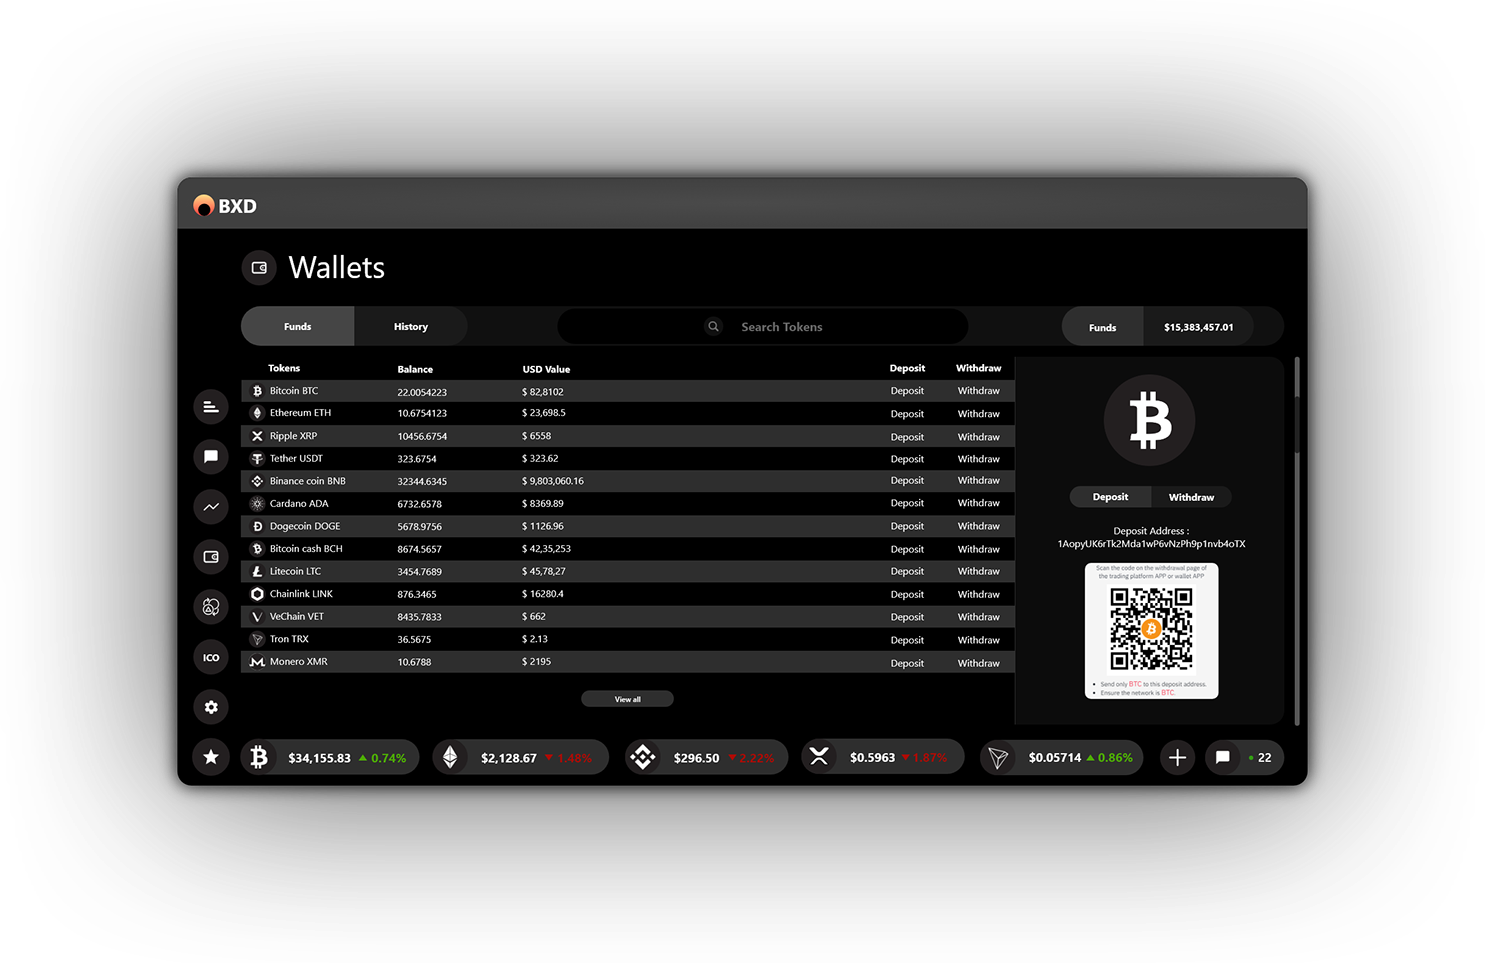 BXD
Wallets
Funds History Search Tokens Funds $15,383,457.01
Tokens Balance USD Value Deposit Withdraw
Bitcoin BTC 22.0054223 $ 82,8102 Deposit Withdraw
Ethereum ETH 10.6754123 $ 23,698.5 Deposit Withdraw
Ripple XRP 10456.6754 $ 6558 Deposit Withdraw
Tether USDT 323.6754 $ 323.62 Deposit Withdraw
Binance coin BNB 32344.6345 $ 9,803,060.16 Deposit Withdraw
Cardano ADA 6732.6578 $ 8369.89 Deposit Withdraw
Dogecoin DOGE 5678.9756 $ 1126.96 Deposit Withdraw
Bitcoin cash BCH 8674.5657 $ 42,35,253 Deposit Withdraw
Litecoin LTC 3454.7689 $ 45,78,27 Deposit Withdraw
Chainlink LINK 876.3465 $ 16280.4 Deposit Withdraw
VeChain VET 8435.7833 $ 662 Deposit Withdraw
Tron TRX 36.5675 $ 2.13 Deposit Withdraw
Monero XMR 10.6788 $ 2195 Deposit Withdraw
View all
Deposit Withdraw
Deposit Address :
1AopyUK6rTk2Mda1wP6vNzPh9p1nvb4oTX
Scan the code on the withdrawal page of
the trading platform APP or wallet APP
• Send only BTC to this deposit address.
• Ensure the network is BTC.
ICO
$34,155.83 ▲ 0.74% $2,128.67 ▼ 1.48% $296.50 ▼ 2.22% $0.5963 ▼ 1.87% $0.05714 ▲ 0.86% 22